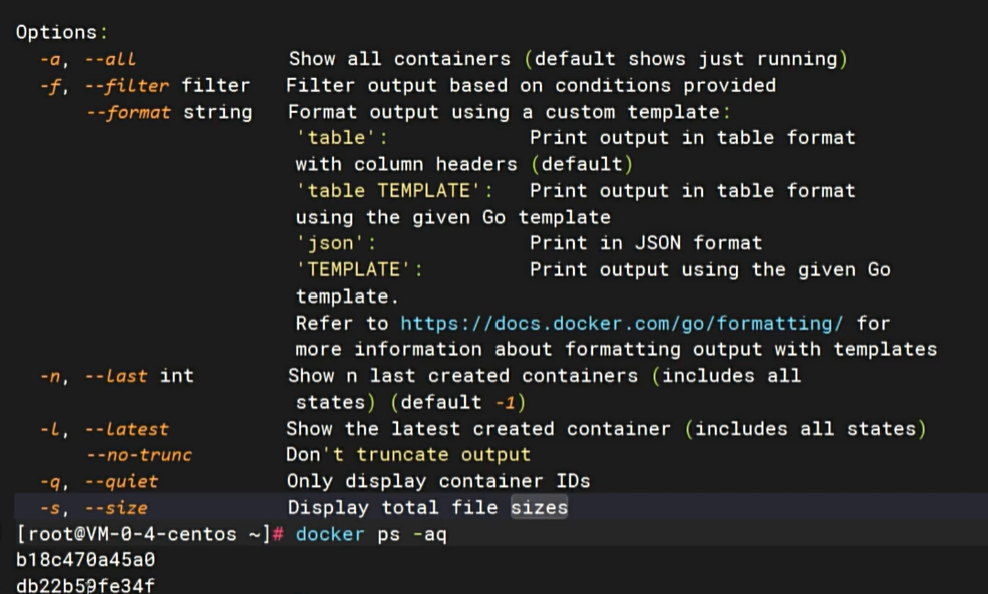 Options:
-a, --all Show all containers (default shows just running)
-f, --filter filter Filter output based on conditions provided
--format string Format output using a custom template:
'table': Print output in table format
with column headers (default)
'table TEMPLATE': Print output in table format
using the given Go template
'json': Print in JSON format
'TEMPLATE': Print output using the given Go
template.
Refer to https://docs.docker.com/go/formatting/ for
more information about formatting output with templates
-n, --last int Show n last created containers (includes all
states) (default -1)
-l, --latest Show the latest created container (includes all states)
--no-trunc Don't truncate output
-q, --quiet Only display container IDs
-s, --size Display total file sizes
[root@VM-0-4-centos ~]# docker ps -aq
b18c470a45a0
db22b59fe34f